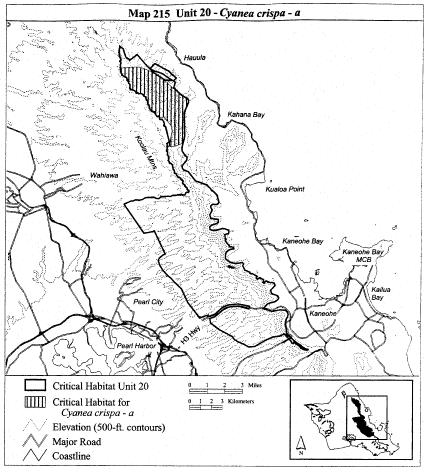 Map 215 Unit 20 - Cyanea crispa - a
Hauula
Kahana Bay
Koolau Mtns
Wahiawa
Kualoa Point
Kaneohe Bay
Kaneohe Bay
MCB
Kailua
Bay
Pearl City
Kaneohe
H3 Hwy
Pearl Harbor
Critical Habitat Unit 20
Critical Habitat for
Cyanea crispa - a
Elevation (500-ft. contours)
Major Road
Coastline
0 1 2 3 Miles
0 1 2 3 Kilometers
N